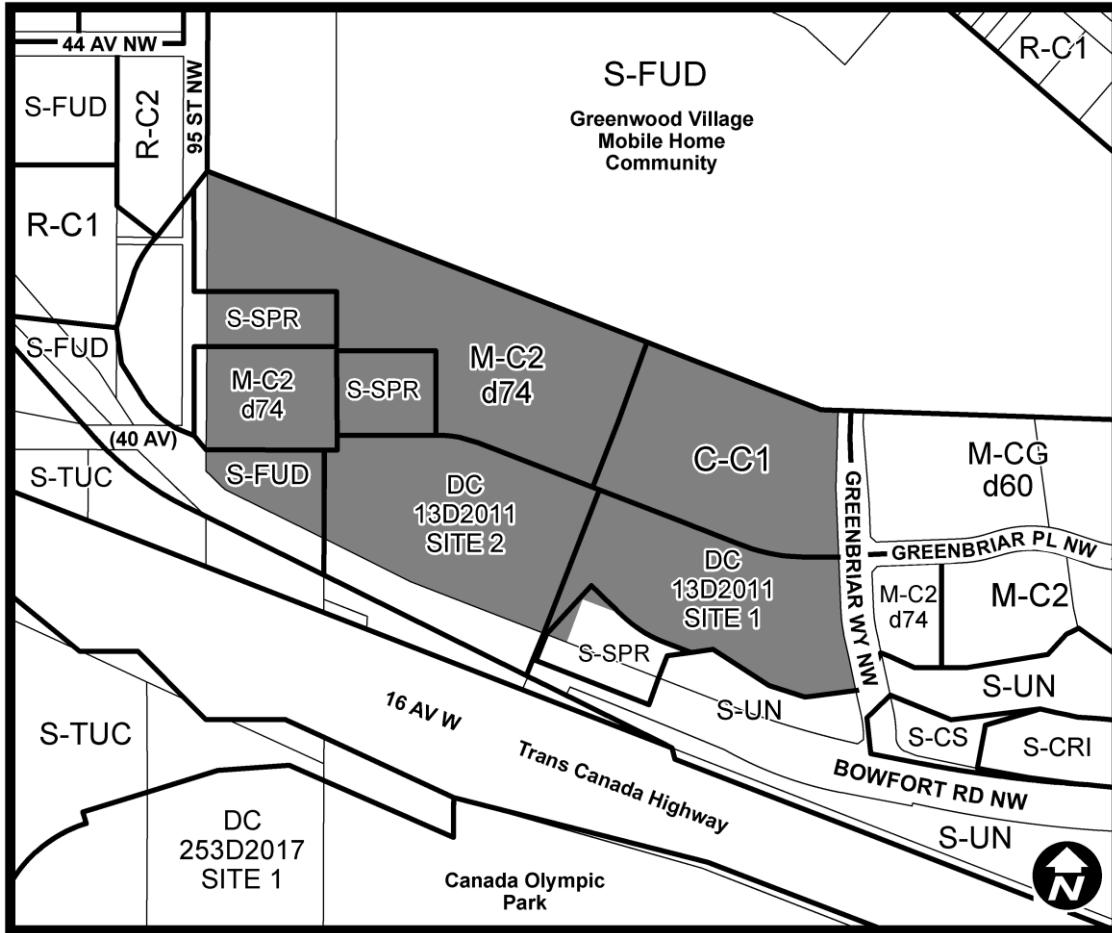 44 AV NW
S-FUD
R-C2
95 ST NW
R-C1
S-FUD
Greenwood Village
Mobile Home
Community
R-C1
S-FUD
(40 AV)
S-TUC
S-SPR
M-C2
d74
S-SPR
M-C2
d74
S-FUD
DC
13D2011
SITE 2
C-C1
DC
13D2011
SITE 1
S-SPR
S-UN
GREENBRIAR WY NW
M-CG
d60
GREENBRIAR PL NW
M-C2
d74
M-C2
S-UN
S-CS
S-CRI
BOWFORT RD NW
S-UN
16 AV W
Trans Canada Highway
S-TUC
DC
253D2017
SITE 1
Canada Olympic
Park
N